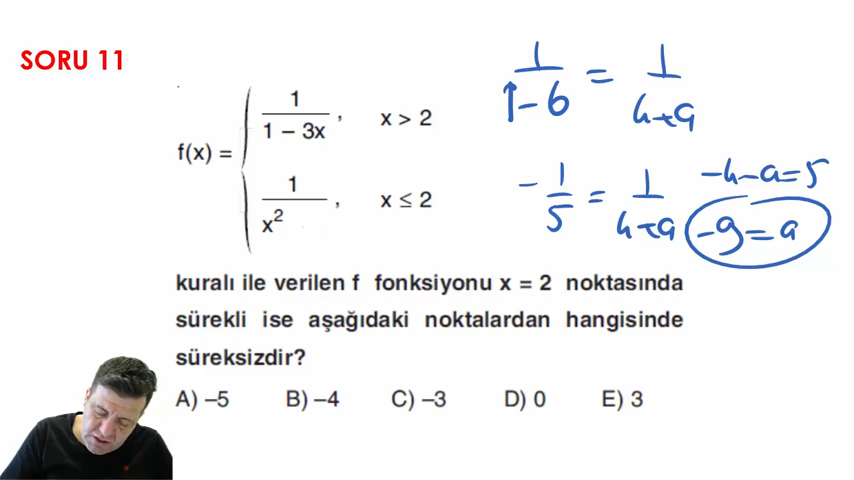 SORU 11
f(x) =
1
1 – 3x , x > 2
1
x² , x ≤ 2
kuralı ile verilen f fonksiyonu x = 2 noktasında
sürekli ise aşağıdaki noktalardan hangisinde
süreksizdir?
A) –5 B) –4 C) –3 D) 0 E) 3
1/1–6 = 1/4+a
–1/5 = 1/4+a
–4–a=5
–9=a